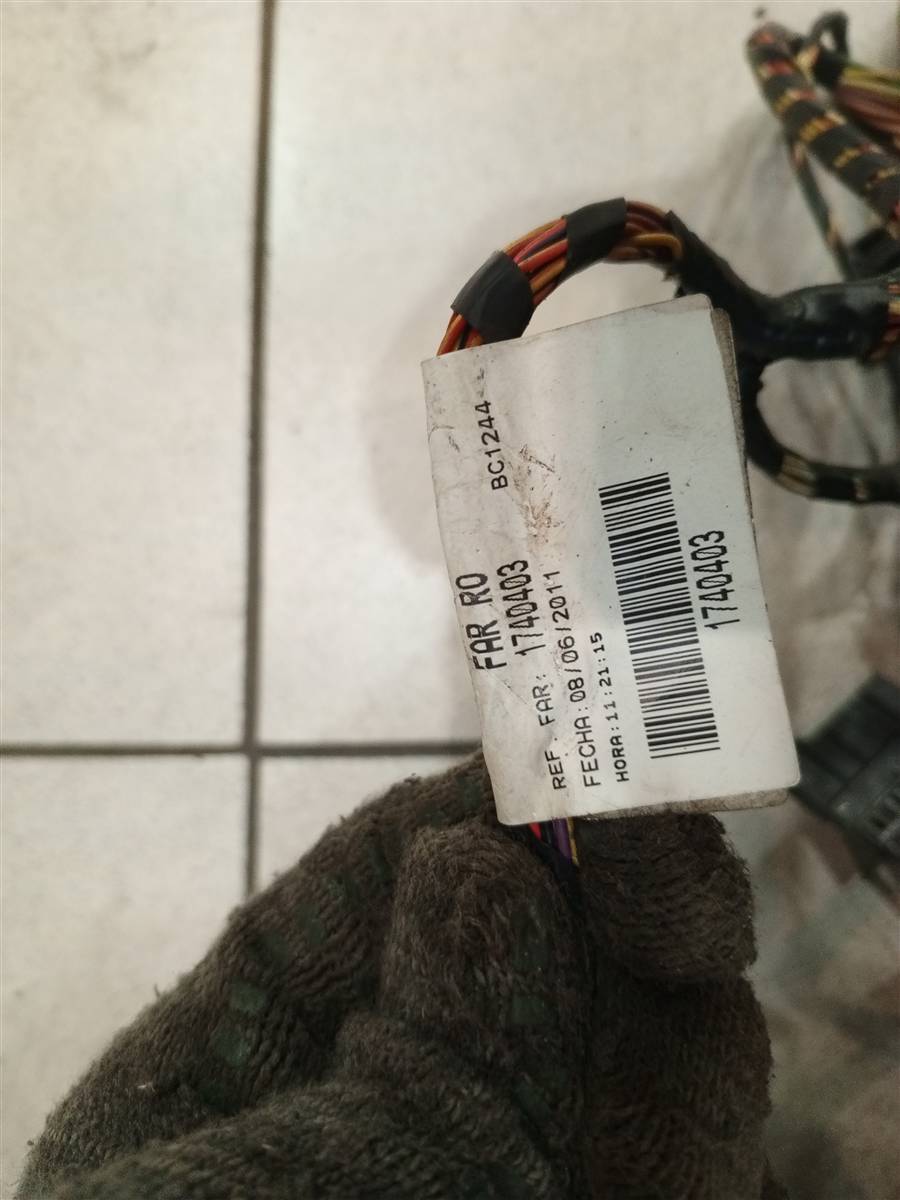 FAR RO
1740403 BC1244
REF FAR:
FECHA:08/06/2011
HORA:11:21:15
1740403